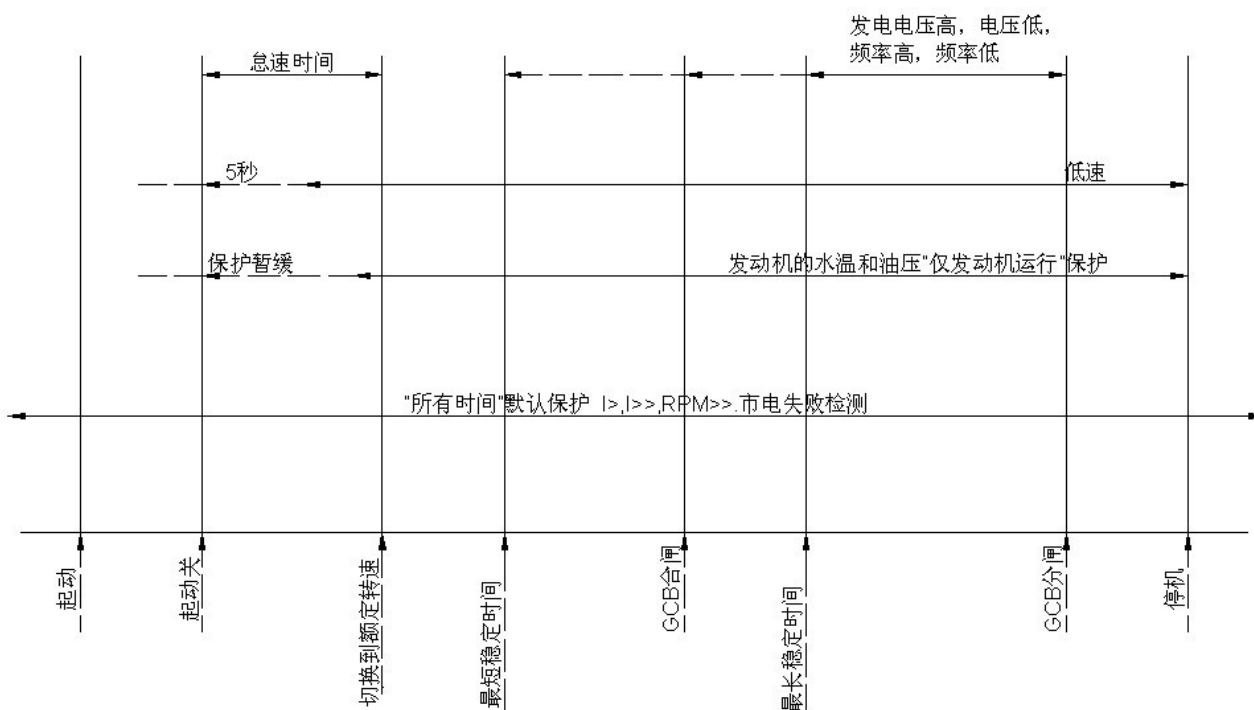 发电电压高，电压低，
频率高，频率低
怠速时间
5秒
低速
保护暂缓
发动机的水温和油压"仅发动机运行"保护
"所有时间"默认保护 I>,I>>,RPM>>.市电失败检测
起动
起动关
切换到额定转速
最短稳定时间
GCB合闸
最长稳定时间
GCB分闸
停机